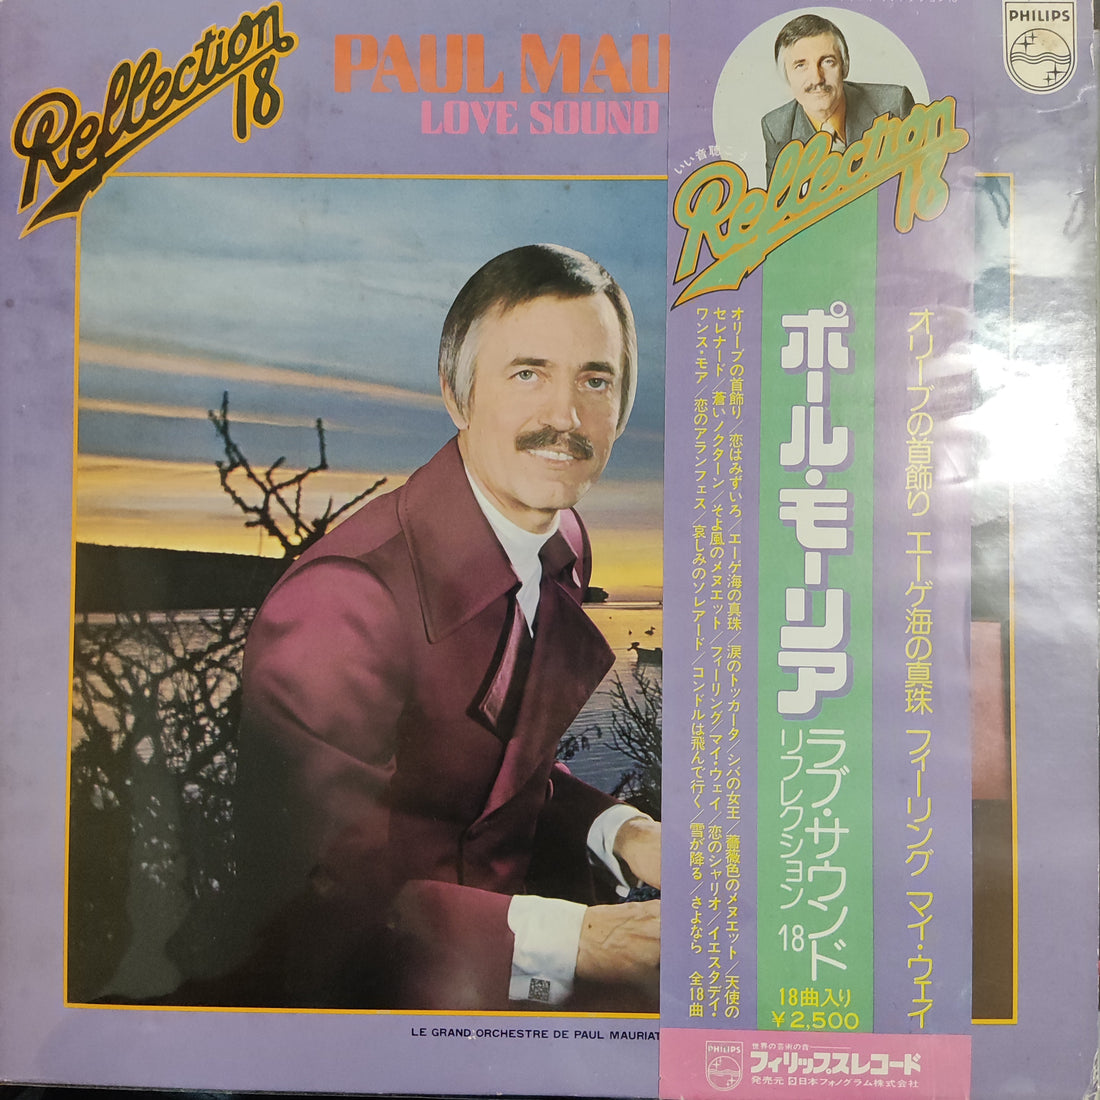 Reflection
18
PAUL MAU
LOVE SOUND
PHILIPS
いい音聴こう
Reflection
18
オリーブの首飾り エーゲ海の真珠 フィーリング マイ・ウェイ
ポール・モーリア
ラブ・サウンド
リフレクション 18
オリーブの首飾り/恋はみずいろ/エーゲ海の真珠/涙のトッカータ/シバの女王/薔薇色のメヌエット/天使の
セレナード/蒼いノクターン/そよ風のメヌエット/フィーリング/マイ・ウェイ/恋のシャリオ/イエスタデイ・
ワンス・モア/恋のアランフェス/哀しみのソレアード/コンドルは飛んで行く/雪が降る/さよなら 全18曲
18曲入り
¥2,500
LE GRAND ORCHESTRE DE PAUL MAURIAT
PHILIPS
世界の芸術の音
フィリップスレコード
発売元 日本フォノグラム株式会社